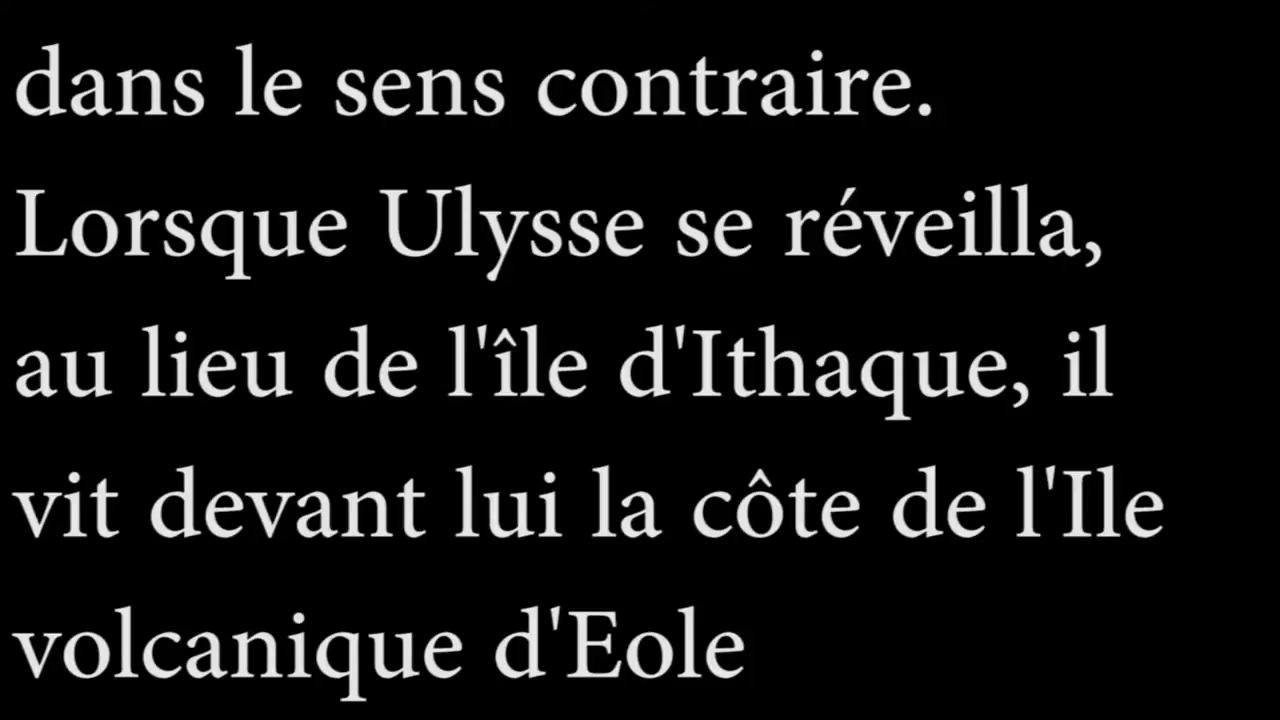 dans le sens contraire.
Lorsque Ulysse se réveilla,
au lieu de l'île d'Ithaque, il
vit devant lui la côte de l'Ile
volcanique d'Eole